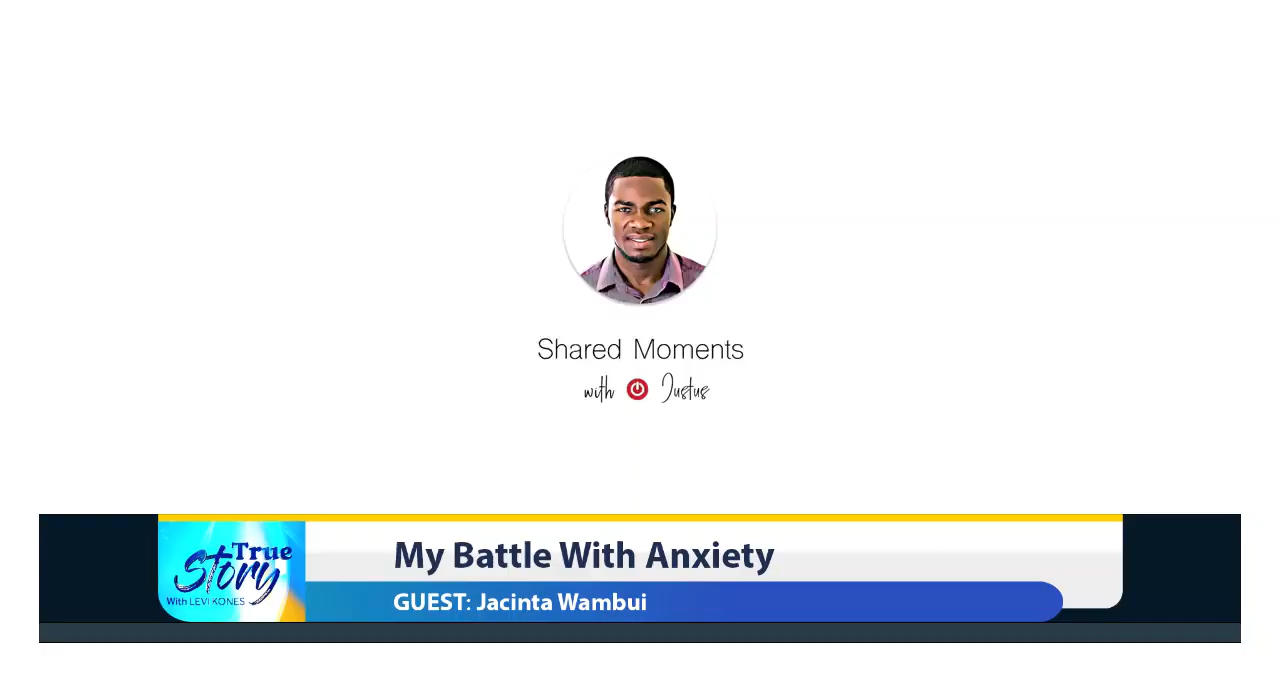 Shared Moments
with Justus
True
Story
With LEVI KONES
My Battle With Anxiety
GUEST: Jacinta Wambui